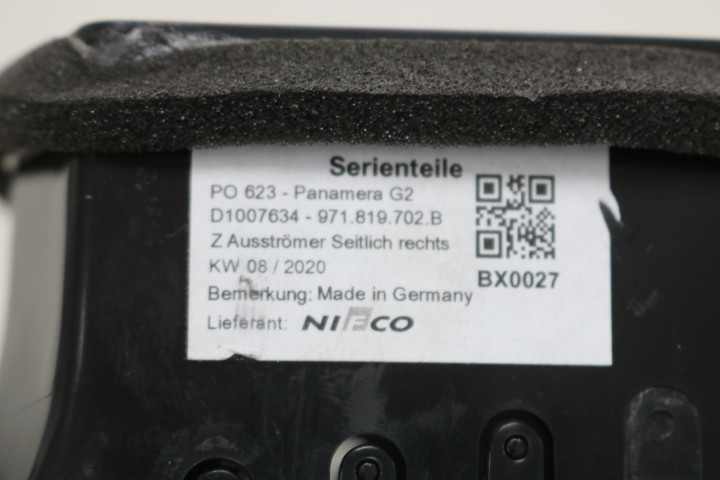 Serienteile
PO 623 - Panamera G2
D1007634 - 971.819.702.B
Z Ausströmer Seitlich rechts
KW 08 / 2020
BX0027
Bemerkung: Made in Germany
Lieferant: NIFCO